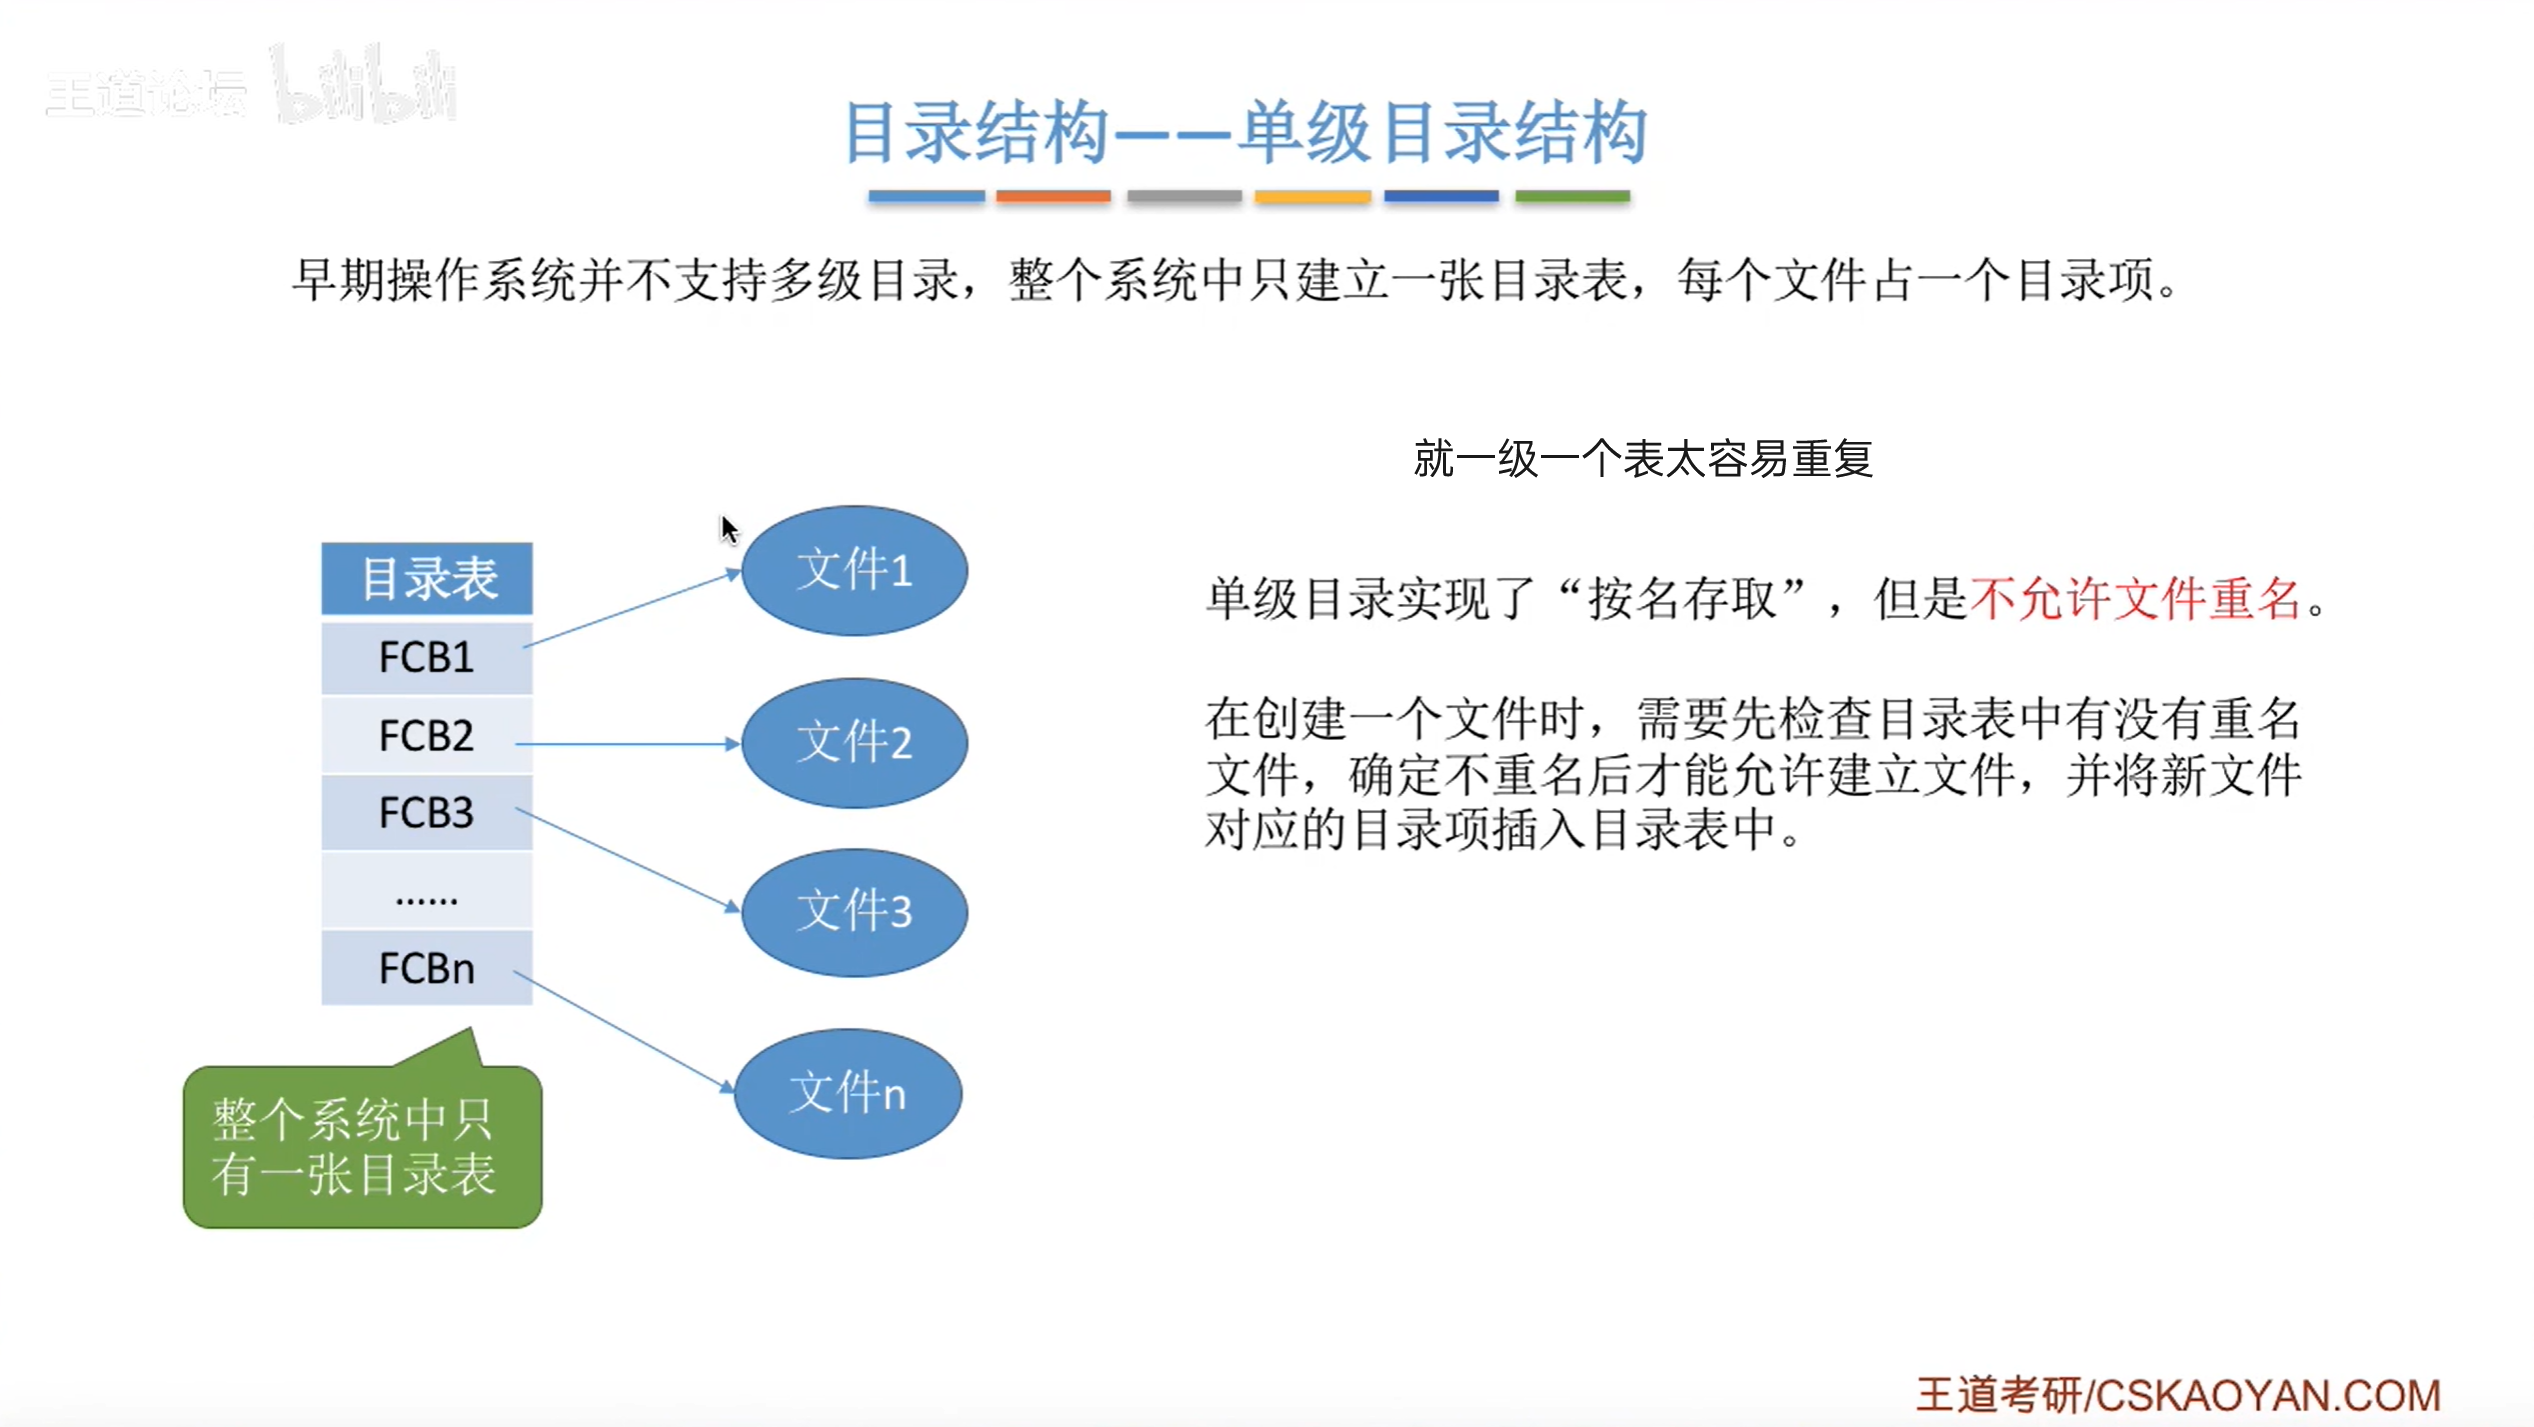 王道论坛 bilibili
目录结构——单级目录结构
早期操作系统并不支持多级目录，整个系统中只建立一张目录表，每个文件占一个目录项。
就一级一个表太容易重复
目录表
FCB1
FCB2
FCB3
......
FCBn
文件1
文件2
文件3
文件n
整个系统中只
有一张目录表
单级目录实现了“按名存取”，但是不允许文件重名。
在创建一个文件时，需要先检查目录表中有没有重名
文件，确定不重名后才能允许建立文件，并将新文件
对应的目录项插入目录表中。
王道考研/CSKAOYAN.COM